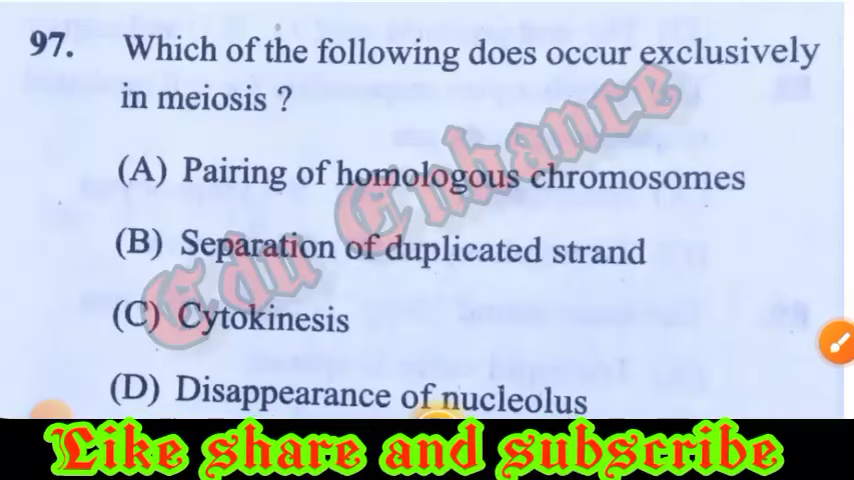 97. Which of the following does occur exclusively
in meiosis ?
(A) Pairing of homologous chromosomes
(B) Separation of duplicated strand
(C) Cytokinesis
(D) Disappearance of nucleolus
Edu Enhance
Like share and subscribe